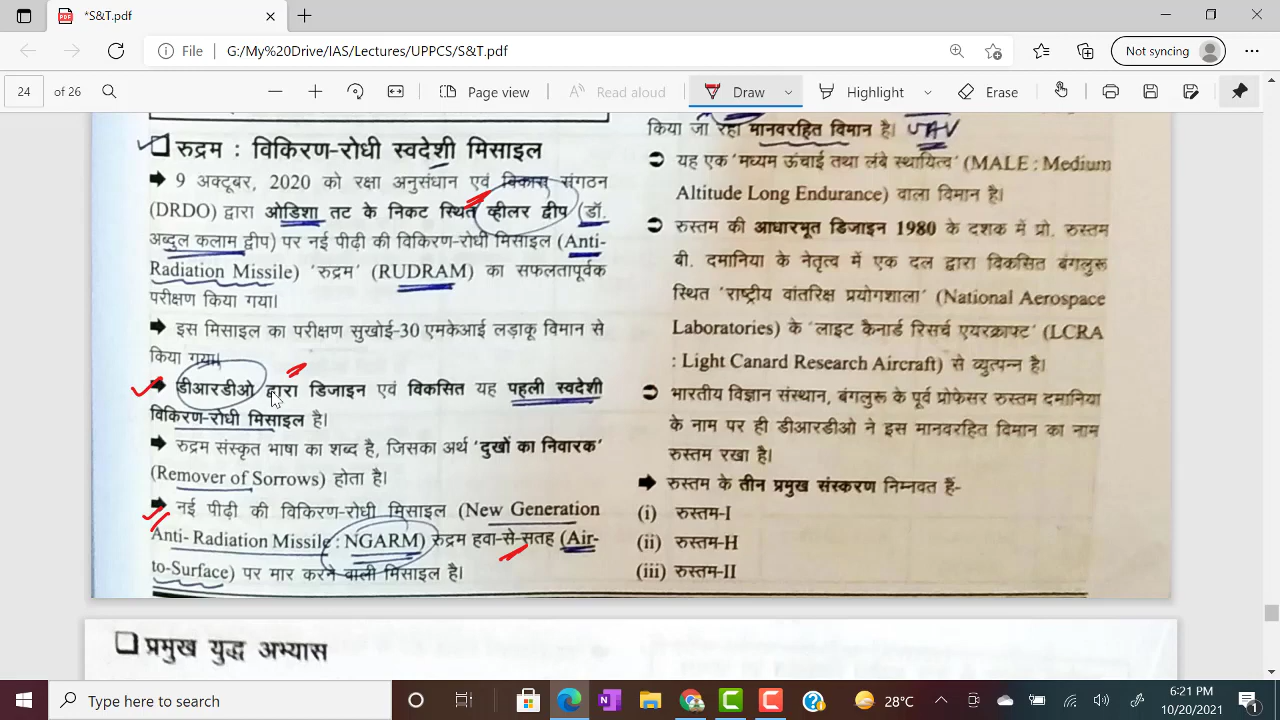 *S&T.pdf
File
G:/My%20Drive/IAS/Lectures/UPPCS/S&T.pdf
Not syncing
24 of 26
Page view
Read aloud
Draw
Highlight
Erase
रुद्रम : विकिरण-रोधी स्वदेशी मिसाइल
➡ 9 अक्टूबर, 2020 को रक्षा अनुसंधान एवं विकास संगठन
(DRDO) द्वारा ओडिशा तट के निकट स्थित व्हीलर द्वीप (डॉ.
अब्दुल कलाम द्वीप) पर नई पीढ़ी की विकिरण-रोधी मिसाइल (Anti-
Radiation Missile) 'रुद्रम' (RUDRAM) का सफलतापूर्वक
परीक्षण किया गया।
➡ इस मिसाइल का परीक्षण सुखोई-30 एमकेआई लड़ाकू विमान से
किया गया।
➡ डीआरडीओ द्वारा डिजाइन एवं विकसित यह पहली स्वदेशी
विकिरण-रोधी मिसाइल है।
➡ रुद्रम संस्कृत भाषा का शब्द है, जिसका अर्थ 'दुखों का निवारक'
(Remover of Sorrows) होता है।
➡ नई पीढ़ी की विकिरण-रोधी मिसाइल (New Generation
Anti- Radiation Missile : NGARM) रुद्रम हवा-से-सतह (Air-
to-Surface) पर मार करने वाली मिसाइल है।
किया जा रहा मानवरहित विमान है। UAV
➲ यह एक 'मध्यम ऊंचाई तथा लंबे स्थायित्व' (MALE : Medium
Altitude Long Endurance) वाला विमान है।
➲ रुस्तम की आधारभूत डिजाइन 1980 के दशक में प्रो. रुस्तम
बी. दमानिया के नेतृत्व में एक दल द्वारा विकसित बंगलुरू
स्थित 'राष्ट्रीय वांतरिक्ष प्रयोगशाला' (National Aerospace
Laboratories) के 'लाइट कैनार्ड रिसर्च एयरक्राफ्ट' (LCRA
: Light Canard Research Aircraft) से व्युत्पन्न है।
➲ भारतीय विज्ञान संस्थान, बंगलुरू के पूर्व प्रोफेसर रुस्तम दमानिया
के नाम पर ही डीआरडीओ ने इस मानवरहित विमान का नाम
रुस्तम रखा है।
➡ रुस्तम के तीन प्रमुख संस्करण निम्नवत हैं-
(i) रुस्तम-I
(ii) रुस्तम-H
(iii) रुस्तम-II
प्रमुख युद्ध अभ्यास
Type here to search
28°C
6:21 PM
10/20/2021